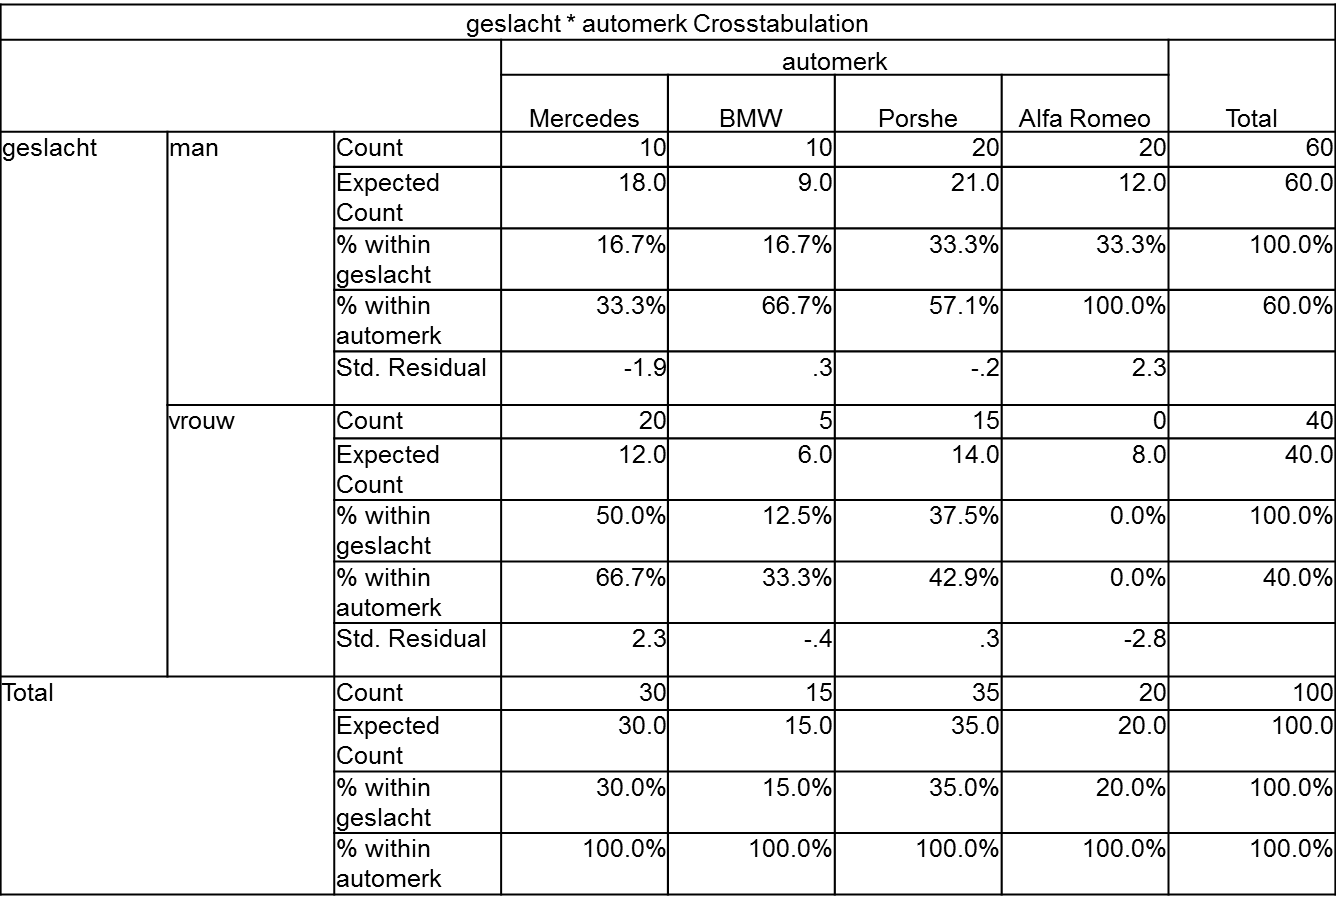 geslacht * automerk Crosstabulation
automerk
Mercedes BMW Porshe Alfa Romeo Total
geslacht man Count 10 10 20 20 60
Expected Count 18.0 9.0 21.0 12.0 60.0
% within geslacht 16.7% 16.7% 33.3% 33.3% 100.0%
% within automerk 33.3% 66.7% 57.1% 100.0% 60.0%
Std. Residual -1.9 .3 -.2 2.3
vrouw Count 20 5 15 0 40
Expected Count 12.0 6.0 14.0 8.0 40.0
% within geslacht 50.0% 12.5% 37.5% 0.0% 100.0%
% within automerk 66.7% 33.3% 42.9% 0.0% 40.0%
Std. Residual 2.3 -.4 .3 -2.8
Total Count 30 15 35 20 100
Expected Count 30.0 15.0 35.0 20.0 100.0
% within geslacht 30.0% 15.0% 35.0% 20.0% 100.0%
% within automerk 100.0% 100.0% 100.0% 100.0% 100.0%